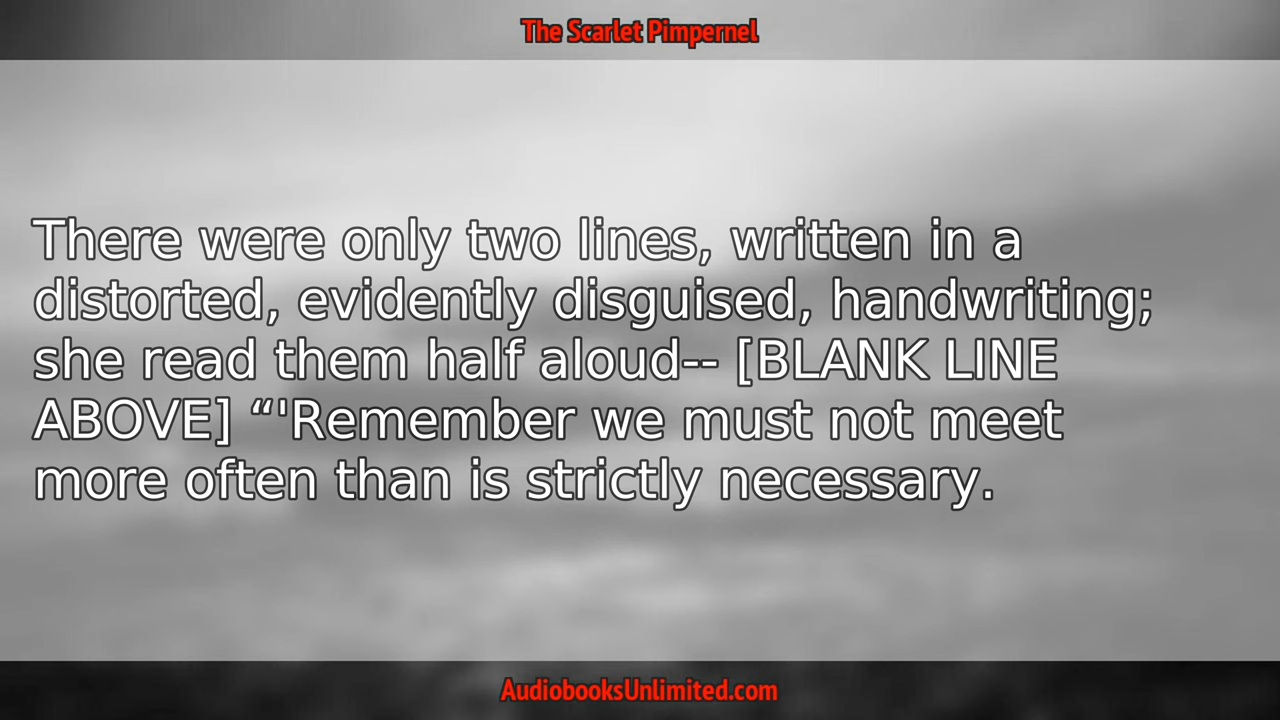 The Scarlet Pimpernel
There were only two lines, written in a
distorted, evidently disguised, handwriting;
she read them half aloud-- [BLANK LINE
ABOVE] “'Remember we must not meet
more often than is strictly necessary.
AudiobooksUnlimited.com